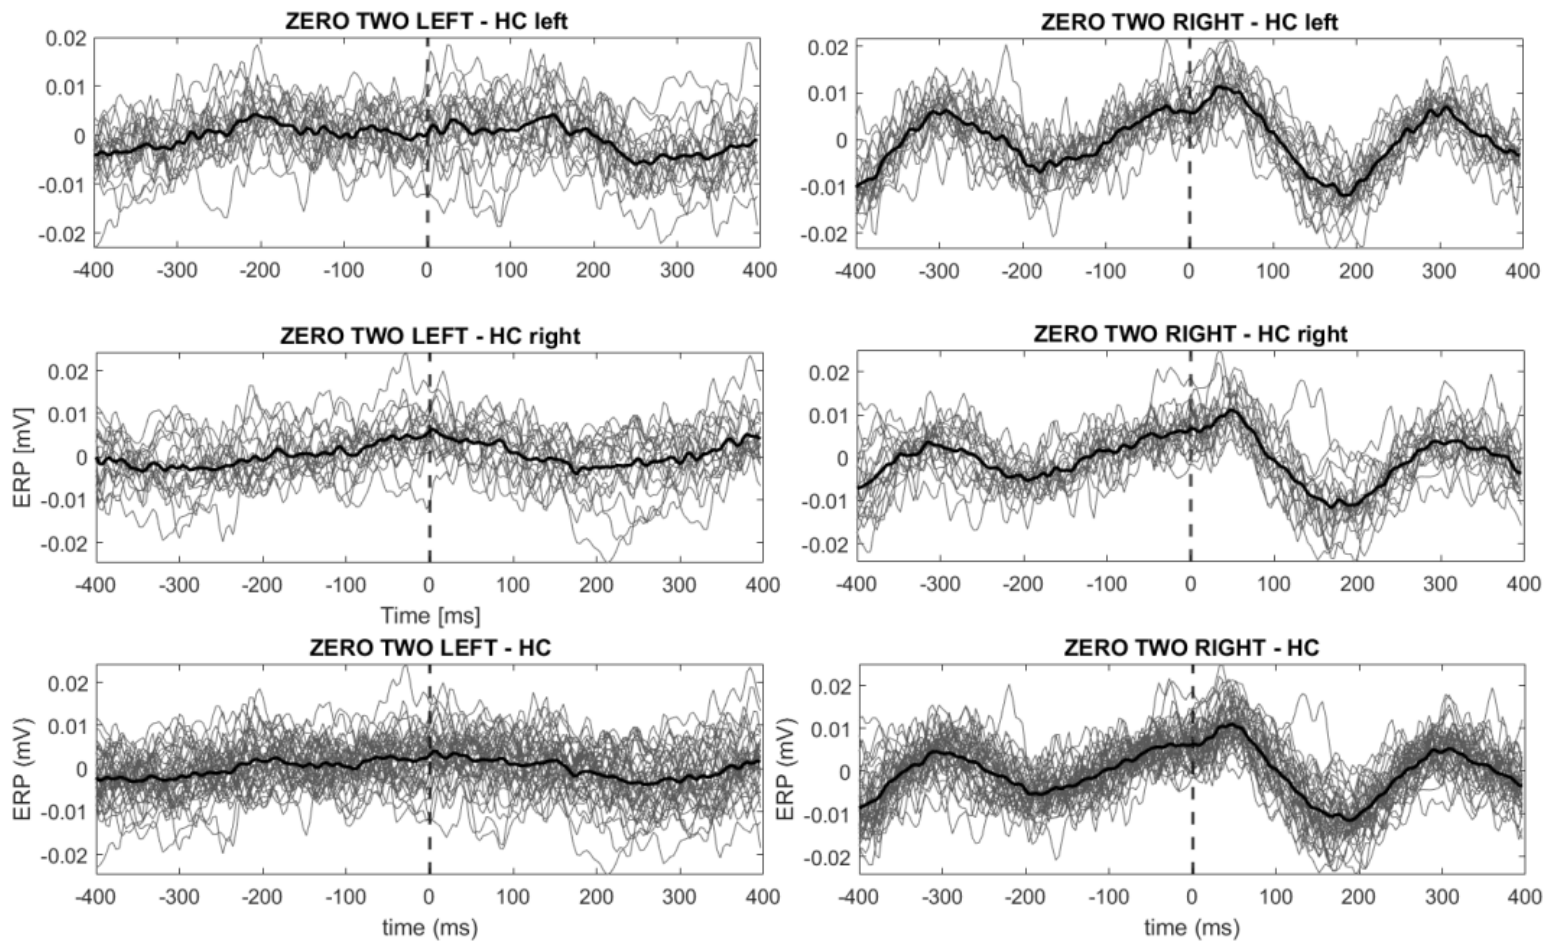 ZERO TWO LEFT - HC left
0.02
0.01
0
-0.01
-0.02
-400 -300 -200 -100 0 100 200 300 400
ZERO TWO RIGHT - HC left
0.02
0.01
0
-0.01
-0.02
-400 -300 -200 -100 0 100 200 300 400
ZERO TWO LEFT - HC right
ERP [mV]
0.02
0.01
0
-0.01
-0.02
-400 -300 -200 -100 0 100 200 300 400
Time [ms]
ZERO TWO RIGHT - HC right
0.02
0.01
0
-0.01
-0.02
-400 -300 -200 -100 0 100 200 300 400
ZERO TWO LEFT - HC
ERP (mV)
0.02
0.01
0
-0.01
-0.02
-400 -300 -200 -100 0 100 200 300 400
time (ms)
ZERO TWO RIGHT - HC
ERP (mV)
0.02
0.01
0
-0.01
-0.02
-400 -300 -200 -100 0 100 200 300 400
time (ms)